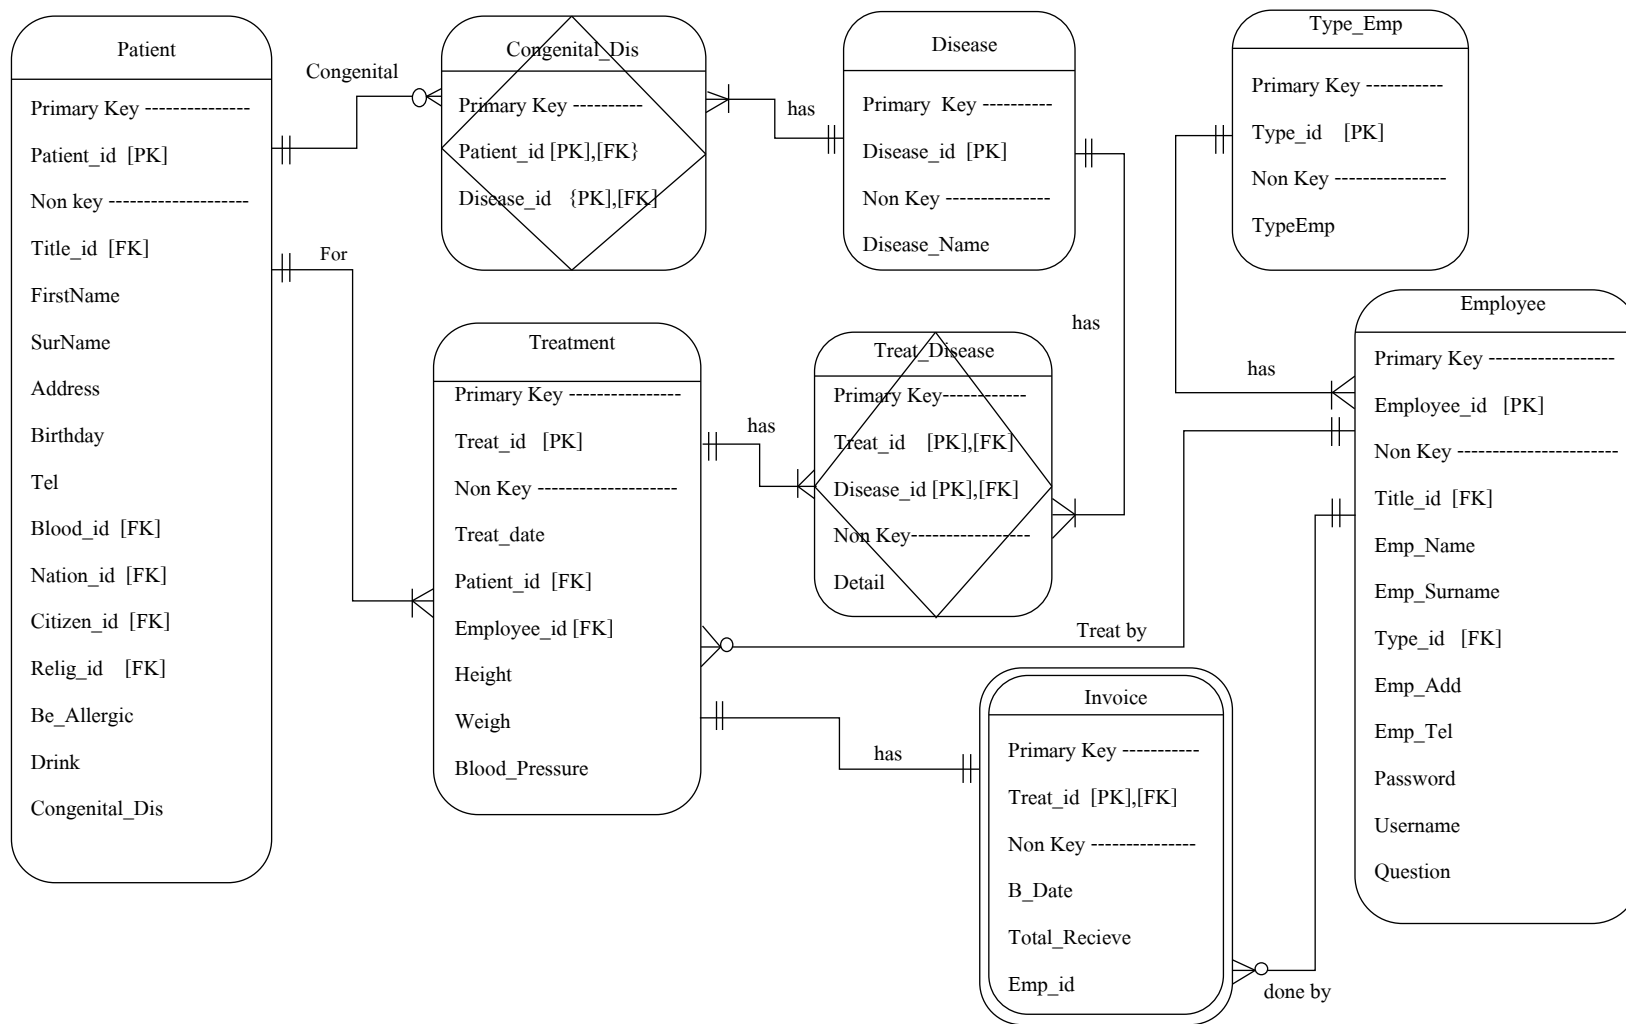 Patient
Primary Key ---------------
Patient_id [PK]
Non key --------------------
Title_id [FK]
FirstName
SurName
Address
Birthday
Tel
Blood_id [FK]
Nation_id [FK]
Citizen_id [FK]
Relig_id [FK]
Be_Allergic
Drink
Congenital_Dis
Congenital
For
Congenital_Dis
Primary Key ----------
Patient_id [PK],[FK}
Disease_id {PK],[FK]
has
Disease
Primary Key ----------
Disease_id [PK]
Non Key ---------------
Disease_Name
has
Type_Emp
Primary Key -----------
Type_id [PK]
Non Key ----------------
TypeEmp
has
Treatment
Primary Key ----------------
Treat_id [PK]
Non Key --------------------
Treat_date
Patient_id [FK]
Employee_id [FK]
Height
Weigh
Blood_Pressure
has
Treat_Disease
Primary Key------------
Treat_id [PK],[FK]
Disease_id [PK],[FK]
Non Key-----------------
Detail
Treat by
has
Invoice
Primary Key -----------
Treat_id [PK],[FK]
Non Key ---------------
B_Date
Total_Recieve
Emp_id
done by
Employee
Primary Key ------------------
Employee_id [PK]
Non Key -----------------------
Title_id [FK]
Emp_Name
Emp_Surname
Type_id [FK]
Emp_Add
Emp_Tel
Password
Username
Question